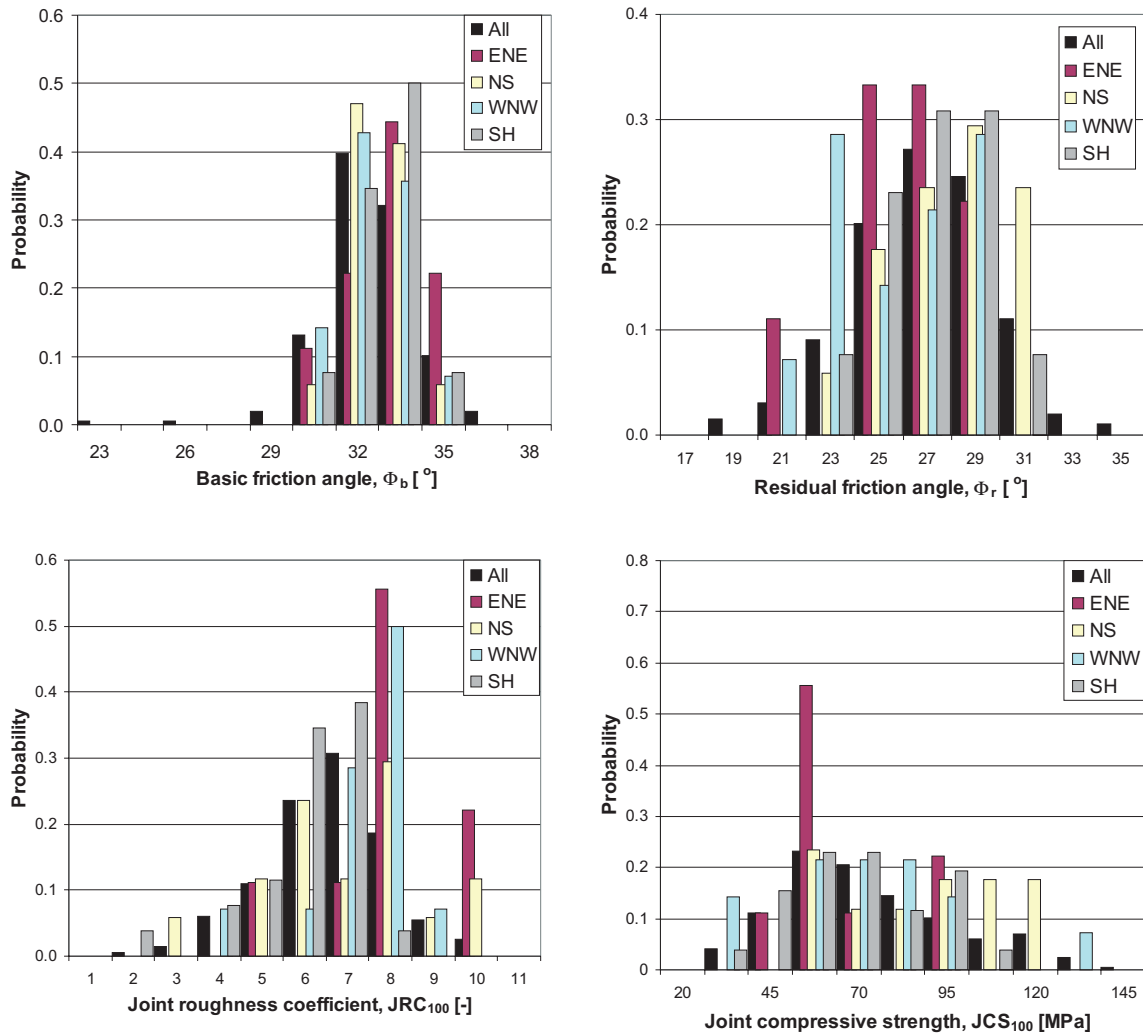 0.6
0.5
0.4
0.3
0.2
0.1
0.0
Probability
All
ENE
NS
WNW
SH
23 26 29 32 35 38
Basic friction angle, Φb [ °]
0.4
0.3
0.2
0.1
0.0
Probability
All
ENE
NS
WNW
SH
17 19 21 23 25 27 29 31 33 35
Residual friction angle, Φr [ °]
0.6
0.5
0.4
0.3
0.2
0.1
0.0
Probability
All
ENE
NS
WNW
SH
1 2 3 4 5 6 7 8 9 10 11
Joint roughness coefficient, JRC100 [-]
0.8
0.7
0.6
0.5
0.4
0.3
0.2
0.1
0
Probability
All
ENE
NS
WNW
SH
20 45 70 95 120 145
Joint compressive strength, JCS100 [MPa]